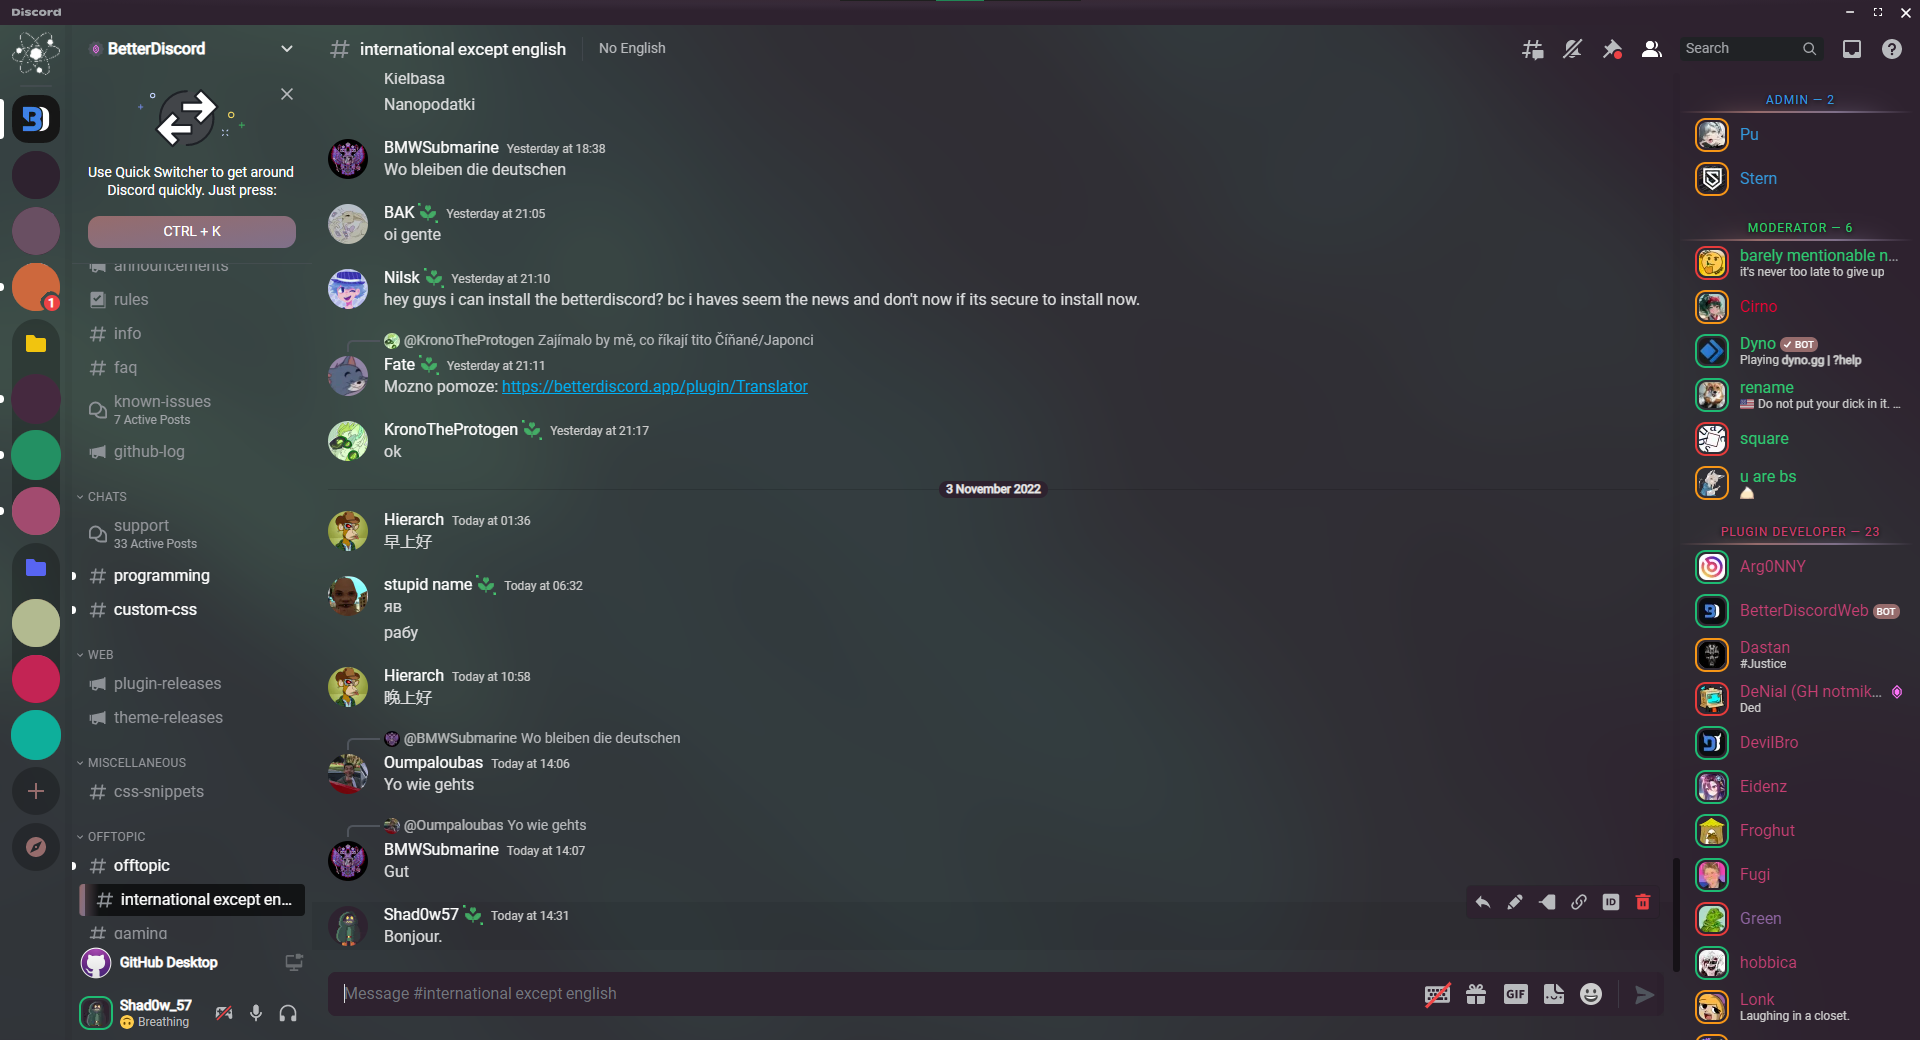 Discord
BetterDiscord
Use Quick Switcher to get around
Discord quickly. Just press:
CTRL + K
announcements
rules
info
faq
known-issues
7 Active Posts
github-log
CHATS
support
33 Active Posts
programming
custom-css
WEB
plugin-releases
theme-releases
MISCELLANEOUS
css-snippets
OFFTOPIC
offtopic
international except en...
gaming
GitHub Desktop
Shad0w_57
Breathing
1
international except english
No English
Search
Kielbasa
Nanopodatki
BMWSubmarine Yesterday at 18:38
Wo bleiben die deutschen
BAK Yesterday at 21:05
oi gente
Nilsk Yesterday at 21:10
hey guys i can install the betterdiscord? bc i haves seem the news and don't now if its secure to install now.
@KronoTheProtogen Zajímalo by mě, co říkají tito Číňané/Japonci
Fate Yesterday at 21:11
Mozno pomoze: https://betterdiscord.app/plugin/Translator
KronoTheProtogen Yesterday at 21:17
ok
3 November 2022
Hierarch Today at 01:36
早上好
stupid name Today at 06:32
яв
рабу
Hierarch Today at 10:58
晚上好
@BMWSubmarine Wo bleiben die deutschen
Oumpaloubas Today at 14:06
Yo wie gehts
@Oumpaloubas Yo wie gehts
BMWSubmarine Today at 14:07
Gut
Shad0w57 Today at 14:31
Bonjour.
ID
Message #international except english
GIF
ADMIN — 2
Pu
Stern
MODERATOR — 6
barely mentionable n...
it's never too late to give up
Cirno
Dyno BOT
Playing dyno.gg | ?help
rename
Do not put your dick in it. ...
square
u are bs
PLUGIN DEVELOPER — 23
Arg0NNY
BetterDiscordWeb BOT
Dastan
#Justice
DeNial (GH notmik...
Ded
DevilBro
Eidenz
Froghut
Fugi
Green
hobbica
Lonk
Laughing in a closet.